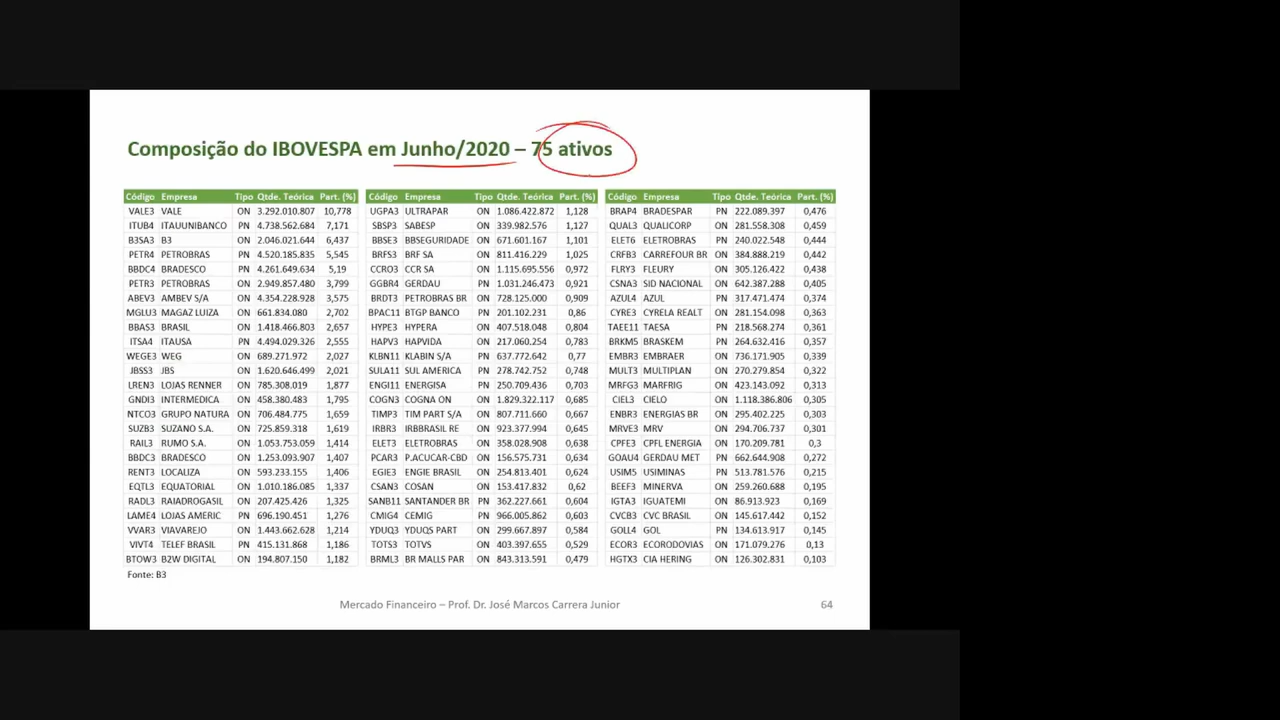 Composição do IBOVESPA em Junho/2020 – 75 ativos
Código Empresa Tipo Qtde. Teórica Part. (%)
VALE3 VALE ON 3.292.010.807 10,778
ITUB4 ITAUUNIBANCO PN 4.738.562.684 7,171
B3SA3 B3 ON 2.046.021.644 6,437
PETR4 PETROBRAS PN 4.520.185.835 5,545
BBDC4 BRADESCO PN 4.261.649.634 5,19
PETR3 PETROBRAS ON 2.949.857.480 3,799
ABEV3 AMBEV S/A ON 4.354.228.928 3,575
MGLU3 MAGAZ LUIZA ON 661.834.080 2,702
BBAS3 BRASIL ON 1.418.466.803 2,657
ITSA4 ITAUSA PN 4.494.029.326 2,555
WEGE3 WEG ON 689.271.972 2,027
JBSS3 JBS ON 1.620.646.499 2,021
LREN3 LOJAS RENNER ON 785.308.019 1,877
GNDI3 INTERMEDICA ON 458.380.483 1,795
NTCO3 GRUPO NATURA ON 706.484.775 1,659
SUZB3 SUZANO S.A. ON 725.859.318 1,619
RAIL3 RUMO S.A. ON 1.053.753.059 1,414
BBDC3 BRADESCO ON 1.253.093.907 1,407
RENT3 LOCALIZA ON 593.233.155 1,406
EQTL3 EQUATORIAL ON 1.010.186.085 1,337
RADL3 RAIADROGASIL ON 207.425.426 1,325
LAME4 LOJAS AMERIC PN 696.190.451 1,276
VVAR3 VIAVAREJO ON 1.443.662.628 1,214
VIVT4 TELEF BRASIL PN 415.131.868 1,186
BTOW3 B2W DIGITAL ON 194.807.150 1,182
Código Empresa Tipo Qtde. Teórica Part. (%)
UGPA3 ULTRAPAR ON 1.086.422.872 1,128
SBSP3 SABESP ON 339.982.576 1,127
BBSE3 BBSEGURIDADE ON 671.601.167 1,101
BRFS3 BRF SA ON 811.416.229 1,025
CCRO3 CCR SA ON 1.115.695.556 0,972
GGBR4 GERDAU PN 1.031.246.473 0,921
BRDT3 PETROBRAS BR ON 728.125.000 0,909
BPAC11 BTGP BANCO PN 201.102.231 0,86
HYPE3 HYPERA ON 407.518.048 0,804
HAPV3 HAPVIDA ON 217.060.254 0,783
KLBN11 KLABIN S/A PN 637.772.642 0,77
SULA11 SUL AMERICA PN 278.742.752 0,748
ENGI11 ENERGISA PN 250.709.436 0,703
COGN3 COGNA ON ON 1.829.322.117 0,685
TIMP3 TIM PART S/A ON 807.711.660 0,667
IRBR3 IRBBRASIL RE ON 923.377.994 0,645
ELET3 ELETROBRAS ON 358.028.908 0,638
PCAR3 P.ACUCAR-CBD ON 156.575.731 0,634
EGIE3 ENGIE BRASIL ON 254.813.401 0,624
CSAN3 COSAN ON 153.417.832 0,62
SANB11 SANTANDER BR PN 362.227.661 0,604
CMIG4 CEMIG PN 966.005.862 0,603
YDUQ3 YDUQS PART ON 299.667.897 0,584
TOTS3 TOTVS ON 403.397.655 0,529
BRML3 BR MALLS PAR ON 843.313.591 0,479
Código Empresa Tipo Qtde. Teórica Part. (%)
BRAP4 BRADESPAR PN 222.089.397 0,476
QUAL3 QUALICORP ON 281.558.308 0,459
ELET6 ELETROBRAS PN 240.022.548 0,444
CRFB3 CARREFOUR BR ON 384.888.219 0,442
FLRY3 FLEURY ON 305.126.422 0,438
CSNA3 SID NACIONAL ON 642.387.288 0,405
AZUL4 AZUL PN 317.471.474 0,374
CYRE3 CYRELA REALT ON 281.154.098 0,363
TAEE11 TAESA PN 218.568.274 0,361
BRKM5 BRASKEM PN 264.632.416 0,357
EMBR3 EMBRAER ON 736.171.905 0,339
MULT3 MULTIPLAN ON 270.279.854 0,322
MRFG3 MARFRIG ON 423.143.092 0,313
CIEL3 CIELO ON 1.118.386.806 0,305
ENBR3 ENERGIAS BR ON 295.402.225 0,303
MRVE3 MRV ON 294.706.737 0,301
CPFE3 CPFL ENERGIA ON 170.209.781 0,3
GOAU4 GERDAU MET PN 662.644.908 0,272
USIM5 USIMINAS PN 513.781.576 0,215
BEEF3 MINERVA ON 259.260.688 0,195
IGTA3 IGUATEMI ON 86.913.923 0,169
CVCB3 CVC BRASIL ON 145.617.442 0,152
GOLL4 GOL PN 134.613.917 0,145
ECOR3 ECORODOVIAS ON 171.079.276 0,13
HGTX3 CIA HERING ON 126.302.831 0,103
Fonte: B3
Mercado Financeiro – Prof. Dr. José Marcos Carrera Junior 64